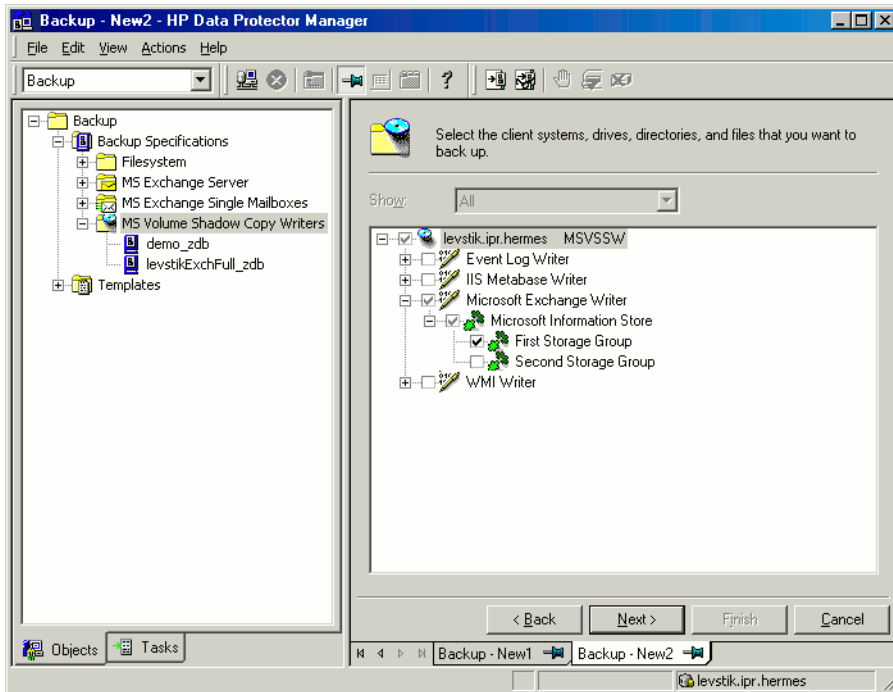 Backup - New2 - HP Data Protector Manager
File Edit View Actions Help
Backup
Backup
Backup Specifications
Filesystem
MS Exchange Server
MS Exchange Single Mailboxes
MS Volume Shadow Copy Writers
demo_zdb
levstikExchFull_zdb
Templates
Objects Tasks
Select the client systems, drives, directories, and files that you want to
back up.
Show: All
levstik.ipr.hermes MSVSSW
Event Log Writer
IIS Metabase Writer
Microsoft Exchange Writer
Microsoft Information Store
First Storage Group
Second Storage Group
WMI Writer
< Back Next > Finish Cancel
Backup - New1 Backup - New2
levstik.ipr.hermes